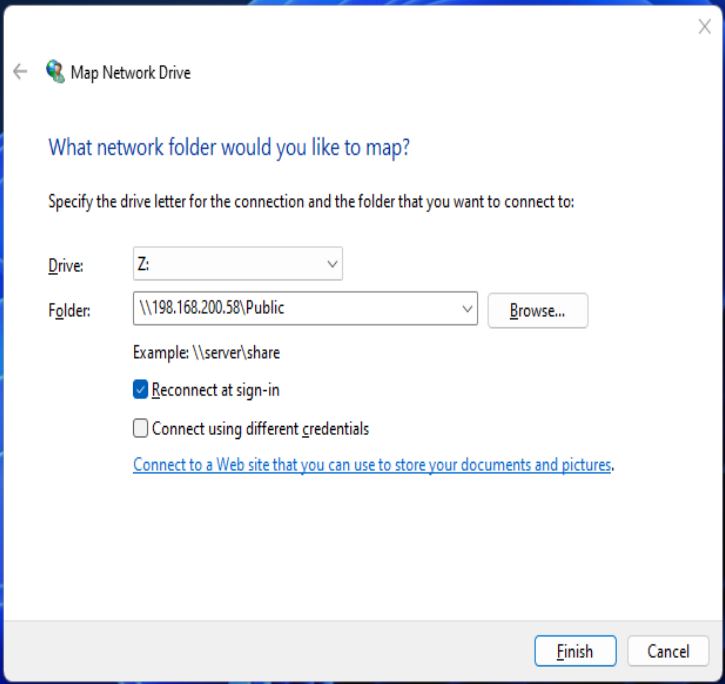 Map Network Drive
What network folder would you like to map?
Specify the drive letter for the connection and the folder that you want to connect to:
Drive: Z:
Folder: \\198.168.200.58\Public Browse...
Example: \\server\share
Reconnect at sign-in
Connect using different credentials
Connect to a Web site that you can use to store your documents and pictures.
Finish Cancel